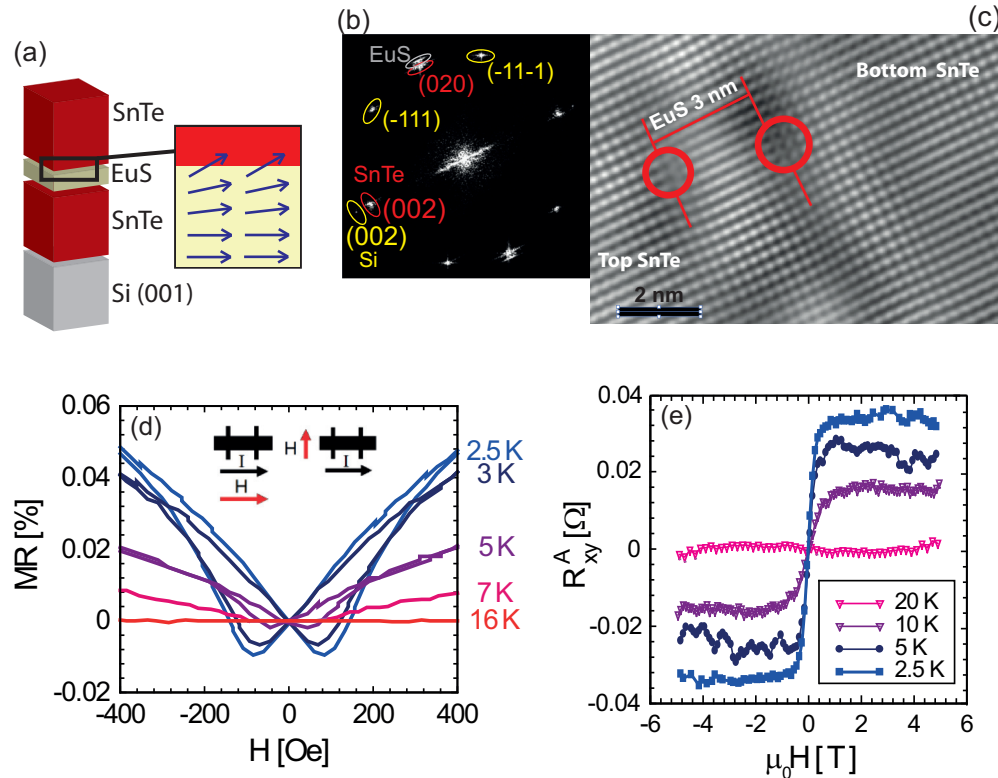 (a)
SnTe
EuS
SnTe
Si (001)
(b)
EuS
(020)
(-11-1)
(-111)
SnTe
(002)
(002)
Si
(c)
Bottom SnTe
EuS 3 nm
Top SnTe
2 nm
(d)
MR [%]
0.06
0.04
0.02
0
-0.02
I
H
H
I
2.5 K
3 K
5 K
7 K
16 K
-400
-200
0
200
400
H [Oe]
(e)
R_xy^A [Ω]
0.04
0.02
0
-0.02
-0.04
20 K
10 K
5 K
2.5 K
-6
-4
-2
0
2
4
6
μ₀H [T]